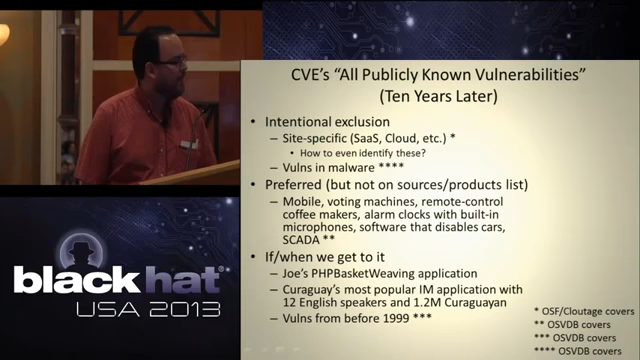 CVE's "All Publicly Known Vulnerabilities"
(Ten Years Later)
• Intentional exclusion
– Site-specific (SaaS, Cloud, etc.) *
• How to even identify these?
– Vulns in malware ****
• Preferred (but not on sources/products list)
– Mobile, voting machines, remote-control
coffee makers, alarm clocks with built-in
microphones, software that disables cars,
SCADA **
• If/when we get to it
– Joe's PHPBasketWeaving application
– Curaguay's most popular IM application with
12 English speakers and 1.2M Curaguayan
– Vulns from before 1999 ***
* OSF/Cloutage covers
** OSVDB covers
*** OSVDB covers
**** OSVDB covers
black hat
USA 2013